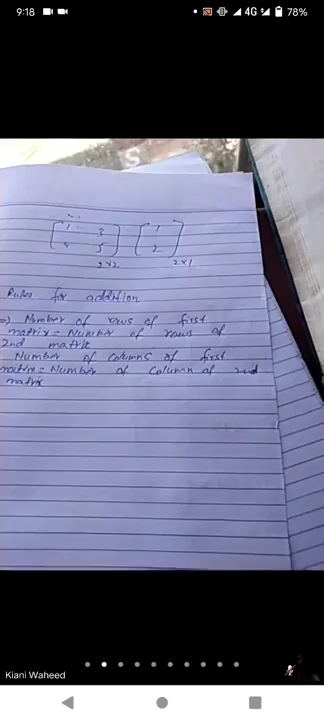 9:18 4G 78%
[1 3 [1
4 5] 2]
2×2 2×1
Rules for addition
=) Number of rows of first
matrix = Number of rows of
2nd matrix
Number of columns of first
matrix = Number of column of 2nd
matrix
Kiani Waheed